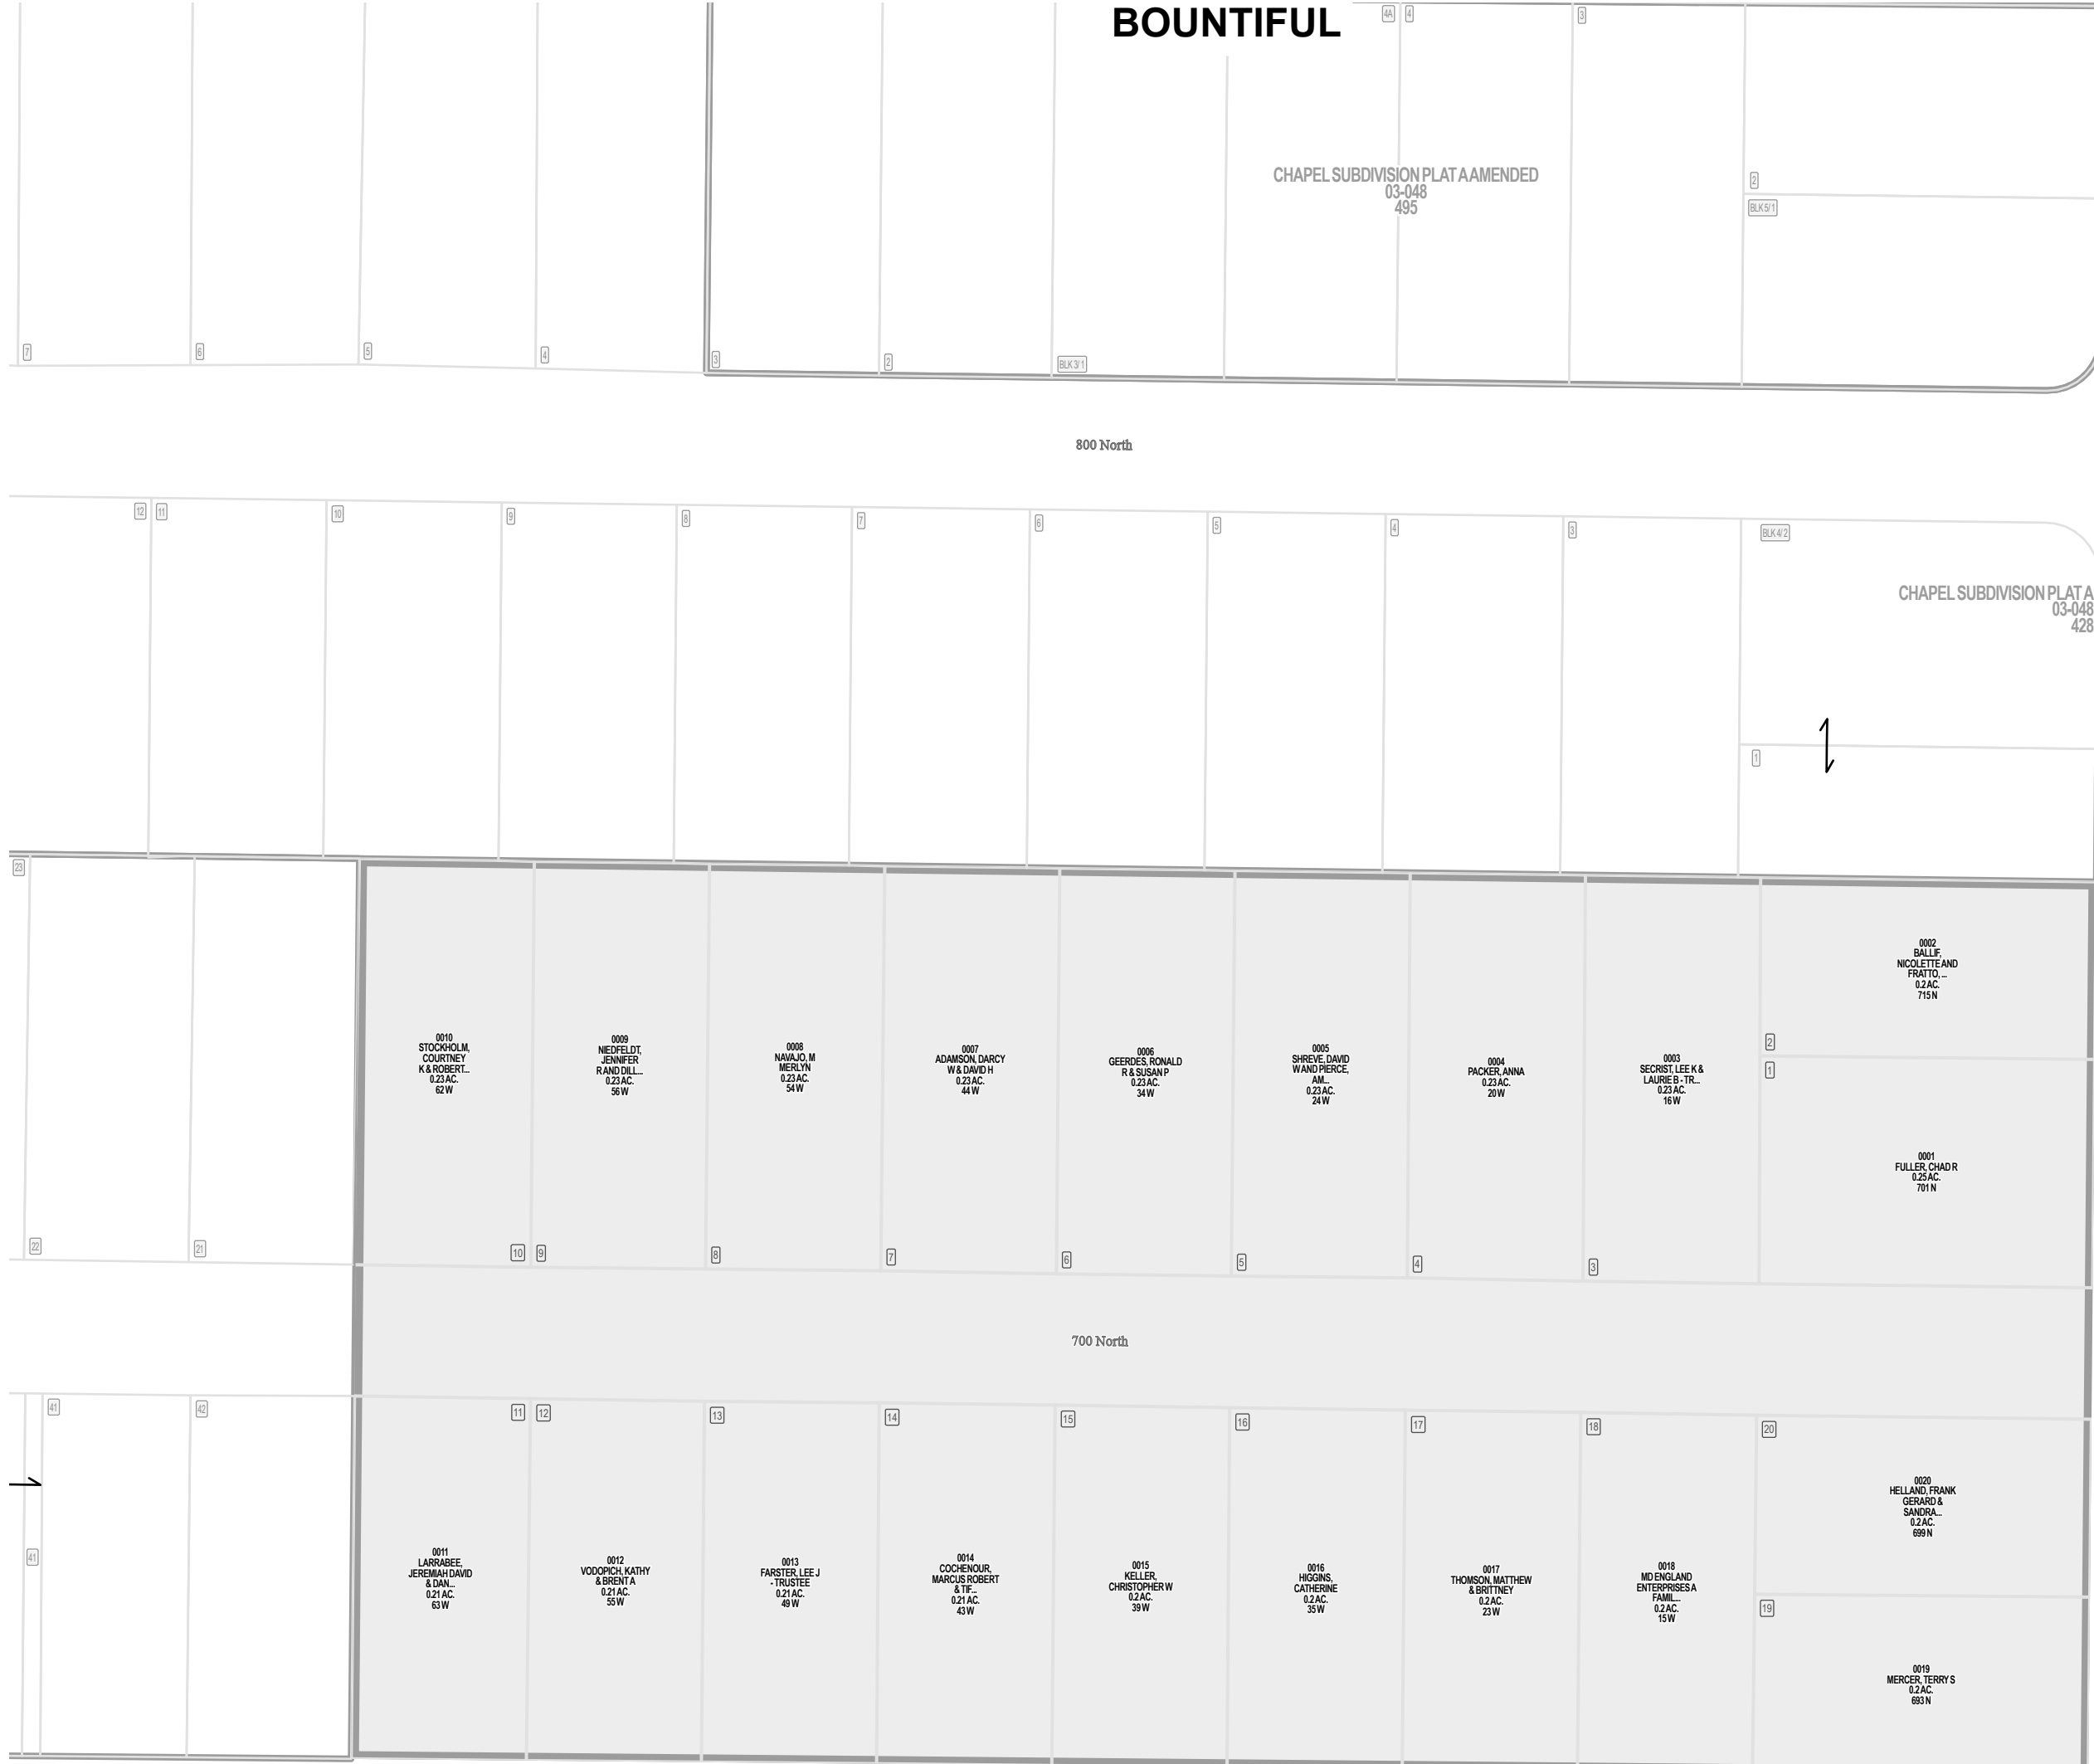 BOUNTIFUL
4A
4
3
CHAPEL SUBDIVISION PLAT A AMENDED
03-048
495
2
BLK 5/1
7
6
5
4
3
2
BLK 3/1
800 North
12
11
10
9
8
7
6
5
4
3
BLK 4/2
CHAPEL SUBDIVISION PLAT A
03-048
428
1
23
22
21
0010
STOCKHOLM,
COURTNEY
K & ROBERT...
0.23 AC.
62 W
0009
NIEDFELDT,
JENNIFER
R AND DILL...
0.23 AC.
56 W
0008
NAVAJO, M
MERLYN
0.23 AC.
54 W
0007
ADAMSON, DARCY
W & DAVID H
0.23 AC.
44 W
0006
GEERDES, RONALD
R & SUSAN P
0.23 AC.
34 W
0005
SHREVE, DAVID
W AND PIERCE,
AM...
0.23 AC.
24 W
0004
PACKER, ANNA
0.23 AC.
20 W
0003
SECRIST, LEE K &
LAURIE B - TR...
0.23 AC.
16 W
0002
BALLIF,
NICOLETTE AND
FRATTO, ...
0.2 AC.
715 N
2
1
0001
FULLER, CHAD R
0.25 AC.
701 N
10
9
8
7
6
5
4
3
700 North
41
42
41
11
12
13
14
15
16
17
18
20
0011
LARRABEE,
JEREMIAH DAVID
& DAN...
0.21 AC.
63 W
0012
VODOPICH, KATHY
& BRENT A
0.21 AC.
55 W
0013
FARSTER, LEE J
- TRUSTEE
0.21 AC.
49 W
0014
COCHENOUR,
MARCUS ROBERT
& TIF...
0.21 AC.
43 W
0015
KELLER,
CHRISTOPHER W
0.2 AC.
39 W
0016
HIGGINS,
CATHERINE
0.2 AC.
35 W
0017
THOMSON, MATTHEW
& BRITTNEY
0.2 AC.
23 W
0018
MD ENGLAND
ENTERPRISES A
FAMIL...
0.2 AC.
15 W
0020
HELLAND, FRANK
GERARD &
SANDRA...
0.2 AC.
699 N
19
0019
MERCER, TERRY S
0.2 AC.
693 N